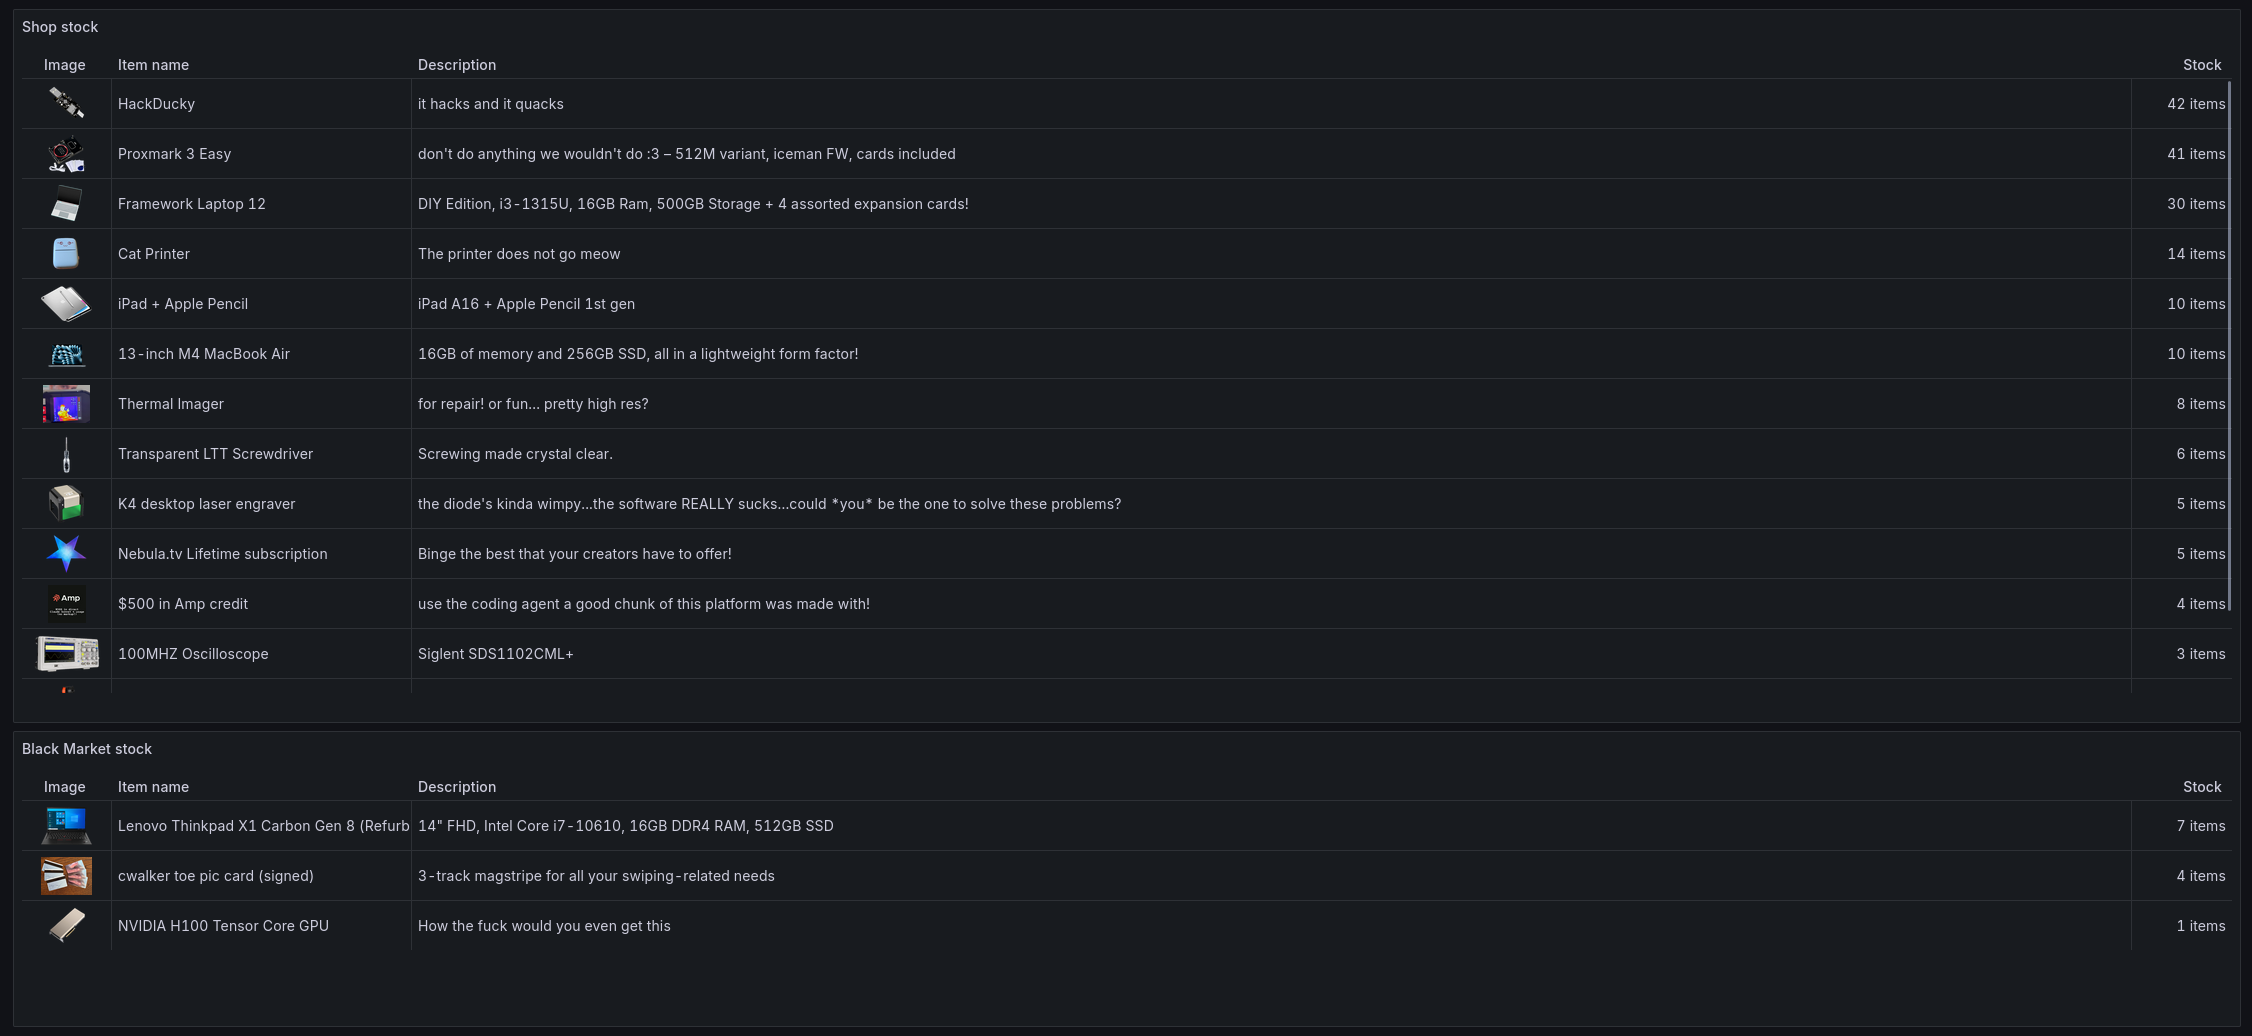 Shop stock
Image Item name Description Stock
HackDucky it hacks and it quacks 42 items
Proxmark 3 Easy don't do anything we wouldn't do :3 – 512M variant, iceman FW, cards included 41 items
Framework Laptop 12 DIY Edition, i3-1315U, 16GB Ram, 500GB Storage + 4 assorted expansion cards! 30 items
Cat Printer The printer does not go meow 14 items
iPad + Apple Pencil iPad A16 + Apple Pencil 1st gen 10 items
13-inch M4 MacBook Air 16GB of memory and 256GB SSD, all in a lightweight form factor! 10 items
Thermal Imager for repair! or fun... pretty high res? 8 items
Transparent LTT Screwdriver Screwing made crystal clear. 6 items
K4 desktop laser engraver the diode's kinda wimpy...the software REALLY sucks...could *you* be the one to solve these problems? 5 items
Nebula.tv Lifetime subscription Binge the best that your creators have to offer! 5 items
Amp
$500 in Amp credit use the coding agent a good chunk of this platform was made with! 4 items
100MHZ Oscilloscope Siglent SDS1102CML+ 3 items
Black Market stock
Image Item name Description Stock
Lenovo Thinkpad X1 Carbon Gen 8 (Refurb 14" FHD, Intel Core i7-10610, 16GB DDR4 RAM, 512GB SSD 7 items
cwalker toe pic card (signed) 3-track magstripe for all your swiping-related needs 4 items
NVIDIA H100 Tensor Core GPU How the fuck would you even get this 1 items